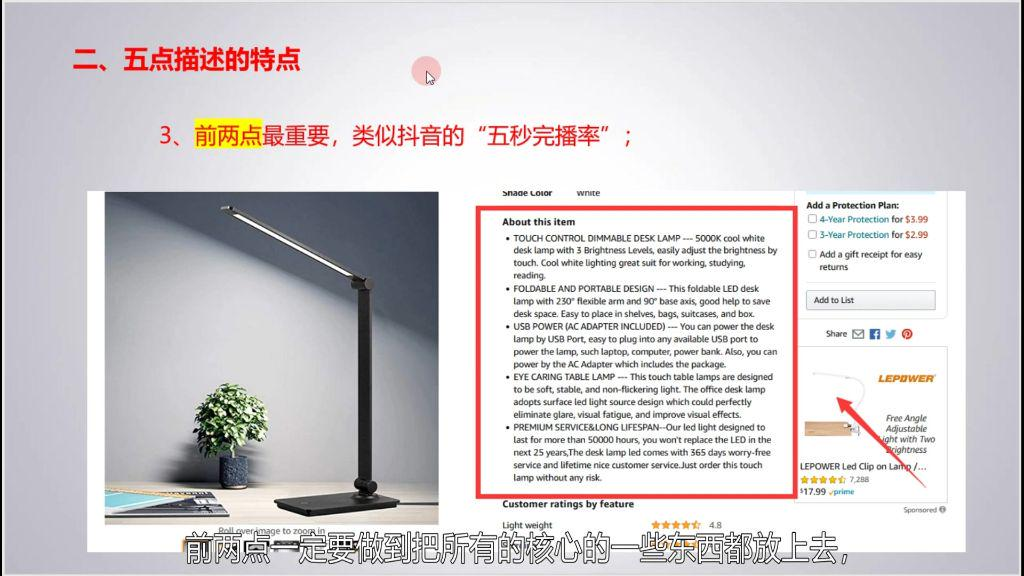 二、五点描述的特点
3、前两点最重要，类似抖音的“五秒完播率”；
Shade Color White
About this item
• TOUCH CONTROL DIMMABLE DESK LAMP --- 5000K cool white
desk lamp with 3 Brightness Levels, easily adjust the brightness by
touch. Cool white lighting great suit for working, studying,
reading.
• FOLDABLE AND PORTABLE DESIGN --- This foldable LED desk
lamp with 230° flexible arm and 90° base axis, good help to save
desk space. Easy to place in shelves, bags, suitcases, and box.
• USB POWER (AC ADAPTER INCLUDED) --- You can power the desk
lamp by USB Port, easy to plug into any available USB port to
power the lamp, such laptop, computer, power bank. Also, you can
power by the AC Adapter which includes the package.
• EYE CARING TABLE LAMP --- This touch table lamps are designed
to be soft, stable, and non-flickering light. The office desk lamp
adopts surface led light source design which could perfectly
eliminate glare, visual fatigue, and improve visual effects.
• PREMIUM SERVICE&LONG LIFESPAN--Our led light designed to
last for more than 50000 hours, you won't replace the LED in the
next 25 years,The desk lamp led comes with 365 days worry-free
service and lifetime nice customer service.Just order this touch
lamp without any risk.
Customer ratings by feature
Light weight 4.8
Add a Protection Plan:
4-Year Protection for $3.99
3-Year Protection for $2.99
Add a gift receipt for easy
returns
Add to List
Share
LEPOWER
Free Angle
Adjustable
Light with Two
Brightness
LEPOWER Led Clip on Lamp /...
7,288
$17.99 prime
Sponsored
Roll over image to zoom in
前两点一定要做到把所有的核心的一些东西都放上去，